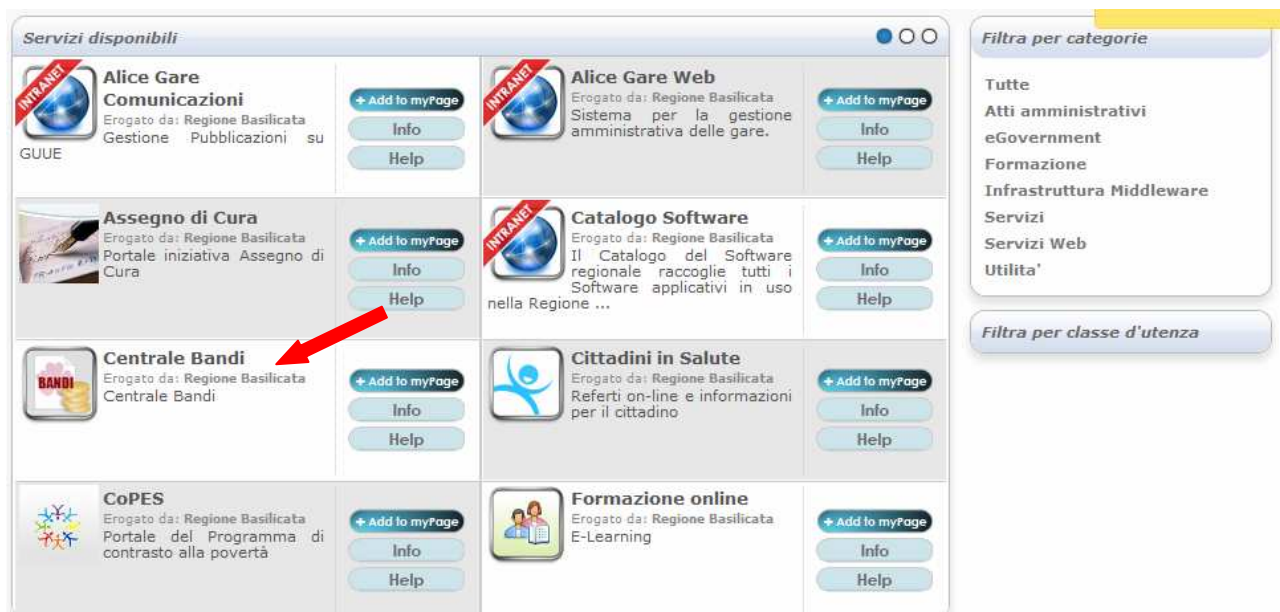 Servizi disponibili
INTRANET
Alice Gare
Comunicazioni
Erogato da: Regione Basilicata
Gestione Pubblicazioni su
GUUE
+ Add to myPage
Info
Help
INTRANET
Alice Gare Web
Erogato da: Regione Basilicata
Sistema per la gestione
amministrativa delle gare.
+ Add to myPage
Info
Help
Assegno di Cura
Erogato da: Regione Basilicata
Portale iniziativa Assegno di
Cura
+ Add to myPage
Info
Help
INTRANET
Catalogo Software
Erogato da: Regione Basilicata
Il Catalogo del Software
regionale raccoglie tutti i
Software applicativi in uso
nella Regione ...
+ Add to myPage
Info
Help
BANDI
Centrale Bandi
Erogato da: Regione Basilicata
Centrale Bandi
+ Add to myPage
Info
Help
Cittadini in Salute
Erogato da: Regione Basilicata
Referti on-line e informazioni
per il cittadino
+ Add to myPage
Info
Help
CoPES
Erogato da: Regione Basilicata
Portale del Programma di
contrasto alla povertà
+ Add to myPage
Info
Help
Formazione online
Erogato da: Regione Basilicata
E-Learning
+ Add to myPage
Info
Help
Filtra per categorie
Tutte
Atti amministrativi
eGovernment
Formazione
Infrastruttura Middleware
Servizi
Servizi Web
Utilita'
Filtra per classe d'utenza